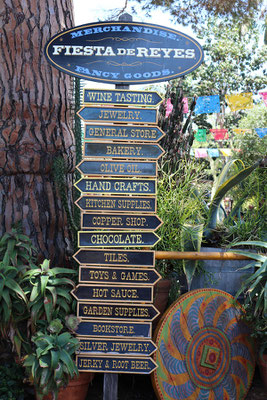 MERCHANDISE.
FIESTA DE REYES
FANCY GOODS.
WINE TASTING
JEWELRY.
GENERAL STORE
BAKERY.
OLIVE OIL.
HAND CRAFTS.
KITCHEN SUPPLIES.
COPPER SHOP.
CHOCOLATE.
TILES.
TOYS & GAMES.
HOT SAUCE.
GARDEN SUPPLIES.
BOOKSTORE.
SILVER JEWELRY.
JERKY & ROOT BEER.